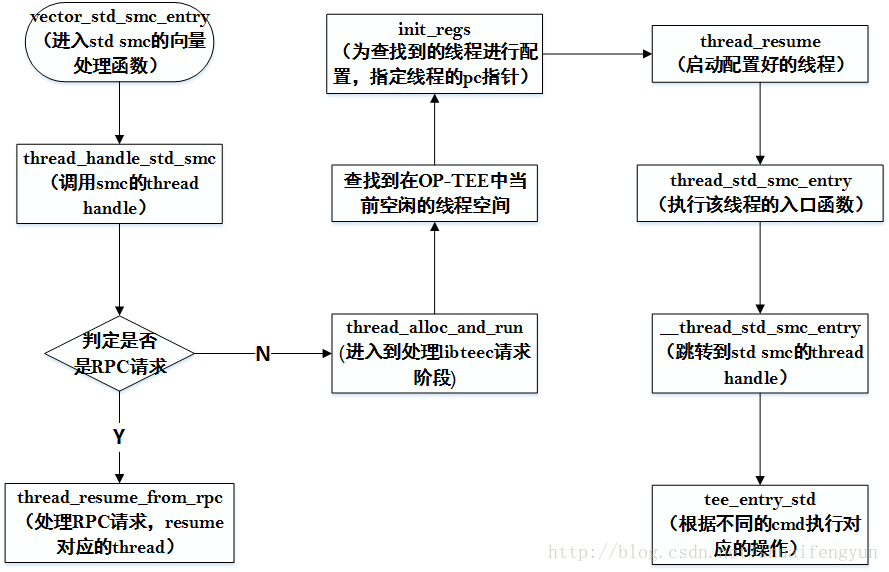 vector_std_smc_entry
（进入std smc的向量
处理函数）
thread_handle_std_smc
（调用smc的thread
handle）
判定是否
是RPC请求
N
Y
thread_resume_from_rpc
（处理RPC请求，resume
对应的thread）
thread_alloc_and_run
(进入到处理libteec请求
阶段)
查找到在OP-TEE中当
前空闲的线程空间
init_regs
（为查找到的线程进行配
置，指定线程的pc指针）
thread_resume
（启动配置好的线程）
thread_std_smc_entry
（执行该线程的入口函数）
__thread_std_smc_entry
（跳转到std smc的thread
handle）
tee_entry_std
（根据不同的cmd执行对
应的操作）
http://blog.csdn.